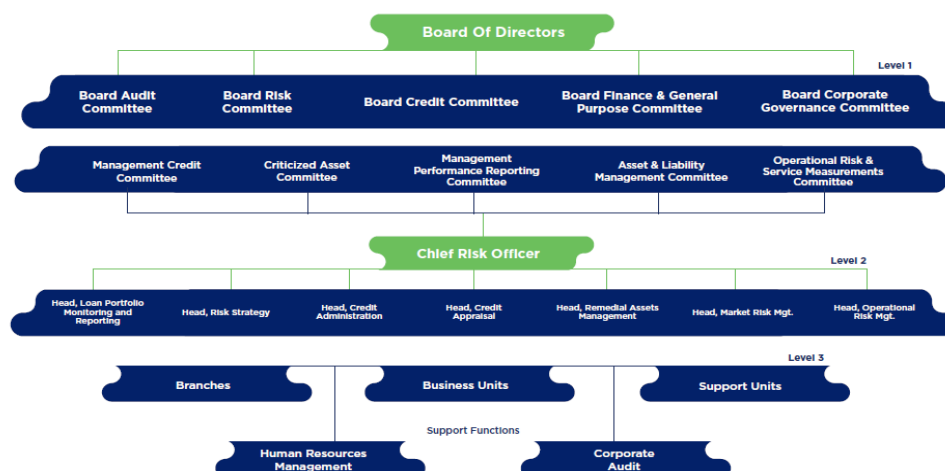 Board Of Directors
Level 1
Board Audit
Committee
Board Risk
Committee
Board Credit Committee
Board Finance & General
Purpose Committee
Board Corporate
Governance Committee
Management Credit
Committee
Criticized Asset
Committee
Management
Performance Reporting
Committee
Asset & Liability
Management Committee
Operational Risk &
Service Measurements
Committee
Chief Risk Officer
Level 2
Head, Loan Portfolio
Monitoring and
Reporting
Head, Risk Strategy
Head, Credit
Administration
Head, Credit
Appraisal
Head, Remedial Assets
Management
Head, Market Risk Mgt.
Head, Operational
Risk Mgt.
Level 3
Branches
Business Units
Support Units
Support Functions
Human Resources
Management
Corporate
Audit